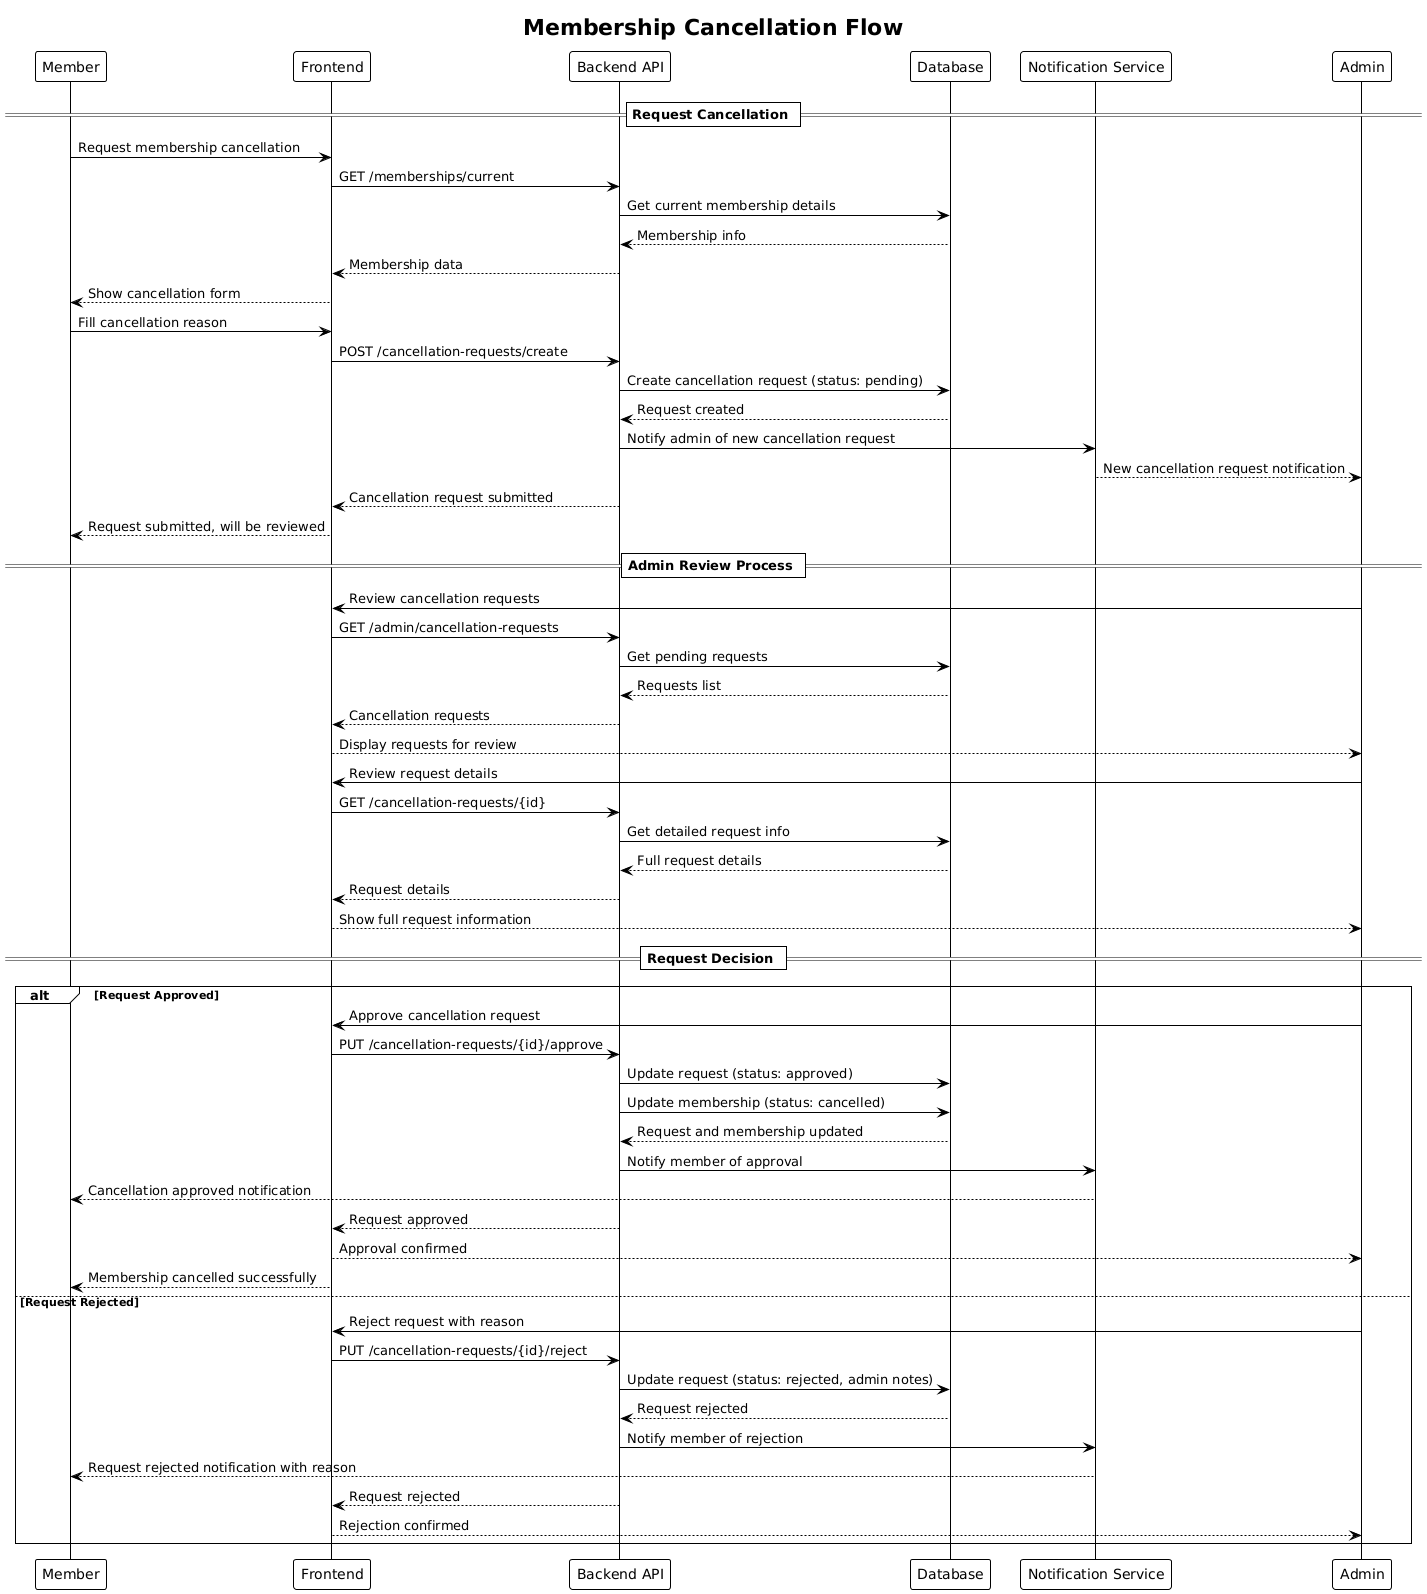 Membership Cancellation Flow
Member
Frontend
Backend API
Database
Notification Service
Admin
Request Cancellation
Request membership cancellation
GET /memberships/current
Get current membership details
Membership info
Membership data
Show cancellation form
Fill cancellation reason
POST /cancellation-requests/create
Create cancellation request (status: pending)
Request created
Notify admin of new cancellation request
New cancellation request notification
Cancellation request submitted
Request submitted, will be reviewed
Admin Review Process
Review cancellation requests
GET /admin/cancellation-requests
Get pending requests
Requests list
Cancellation requests
Display requests for review
Review request details
GET /cancellation-requests/{id}
Get detailed request info
Full request details
Request details
Show full request information
Request Decision
alt
[Request Approved]
Approve cancellation request
PUT /cancellation-requests/{id}/approve
Update request (status: approved)
Update membership (status: cancelled)
Request and membership updated
Notify member of approval
Cancellation approved notification
Request approved
Approval confirmed
Membership cancelled successfully
[Request Rejected]
Reject request with reason
PUT /cancellation-requests/{id}/reject
Update request (status: rejected, admin notes)
Request rejected
Notify member of rejection
Request rejected notification with reason
Request rejected
Rejection confirmed
Member
Frontend
Backend API
Database
Notification Service
Admin